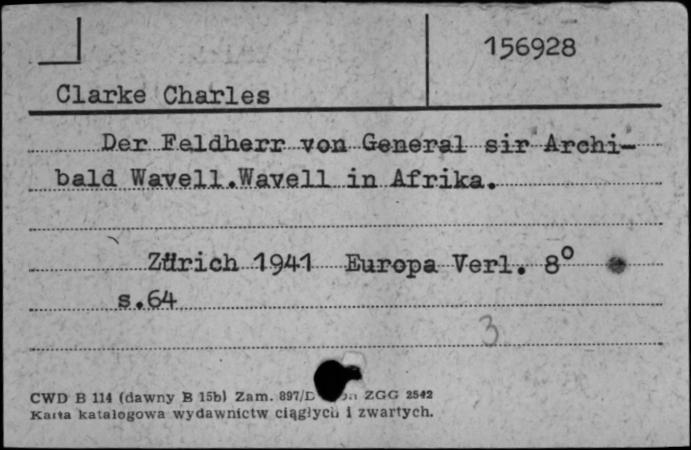 156928
Clarke Charles
Der Feldherr von General sir Archi-
bald Wavell.Wavell in Afrika.
Zürich 1941 Europa Verl. 8°
s.64
3
CWD B 114 (dawny B 15b) Zam. 897/D ZGG 2542
Karta katalogowa wydawnictw ciągłych i zwartych.